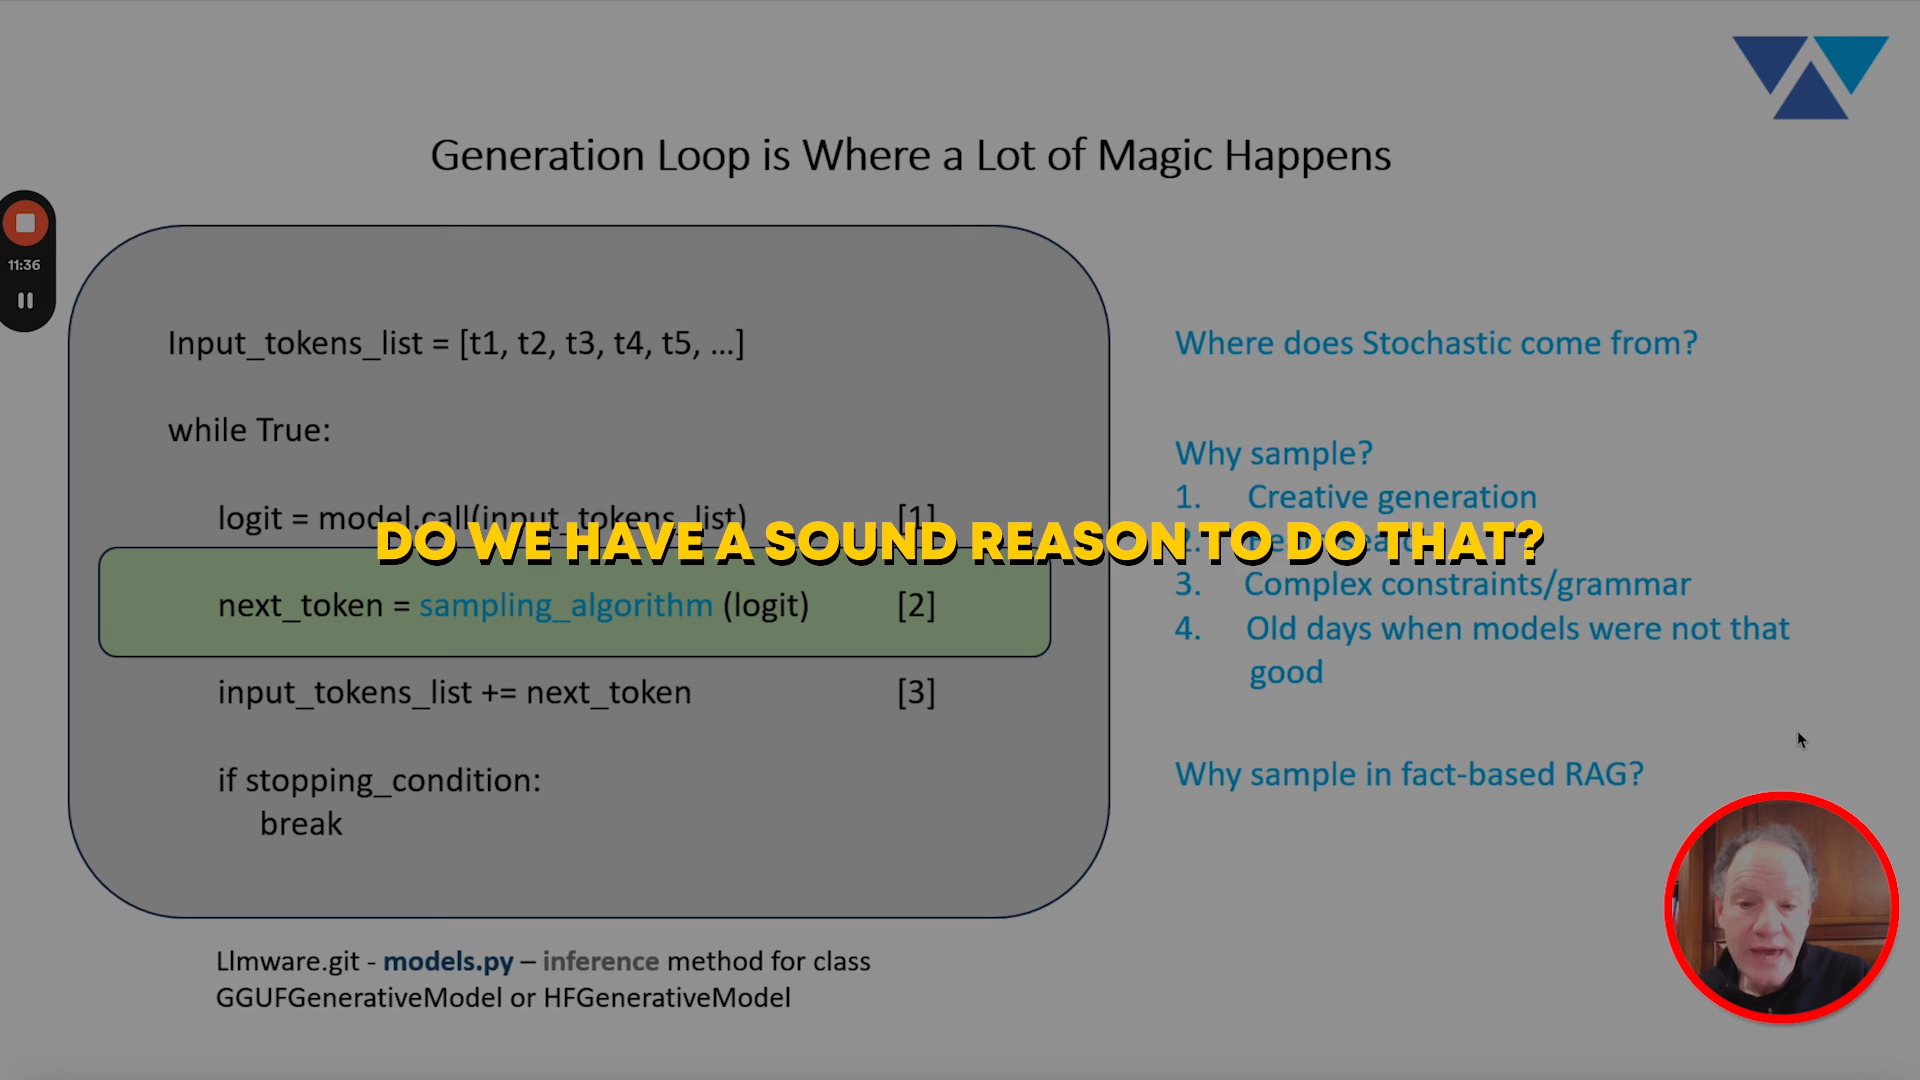 Generation Loop is Where a Lot of Magic Happens
11:36
Input_tokens_list = [t1, t2, t3, t4, t5, ...]
while True:
logit = model.call(input_tokens_list) [1]
next_token = sampling_algorithm (logit) [2]
input_tokens_list += next_token [3]
if stopping_condition:
break
Llmware.git - models.py – inference method for class
GGUFGenerativeModel or HFGenerativeModel
Where does Stochastic come from?
Why sample?
1. Creative generation
2.
3. Complex constraints/grammar
4. Old days when models were not that
good
Why sample in fact-based RAG?
DO WE HAVE A SOUND REASON TO DO THAT?